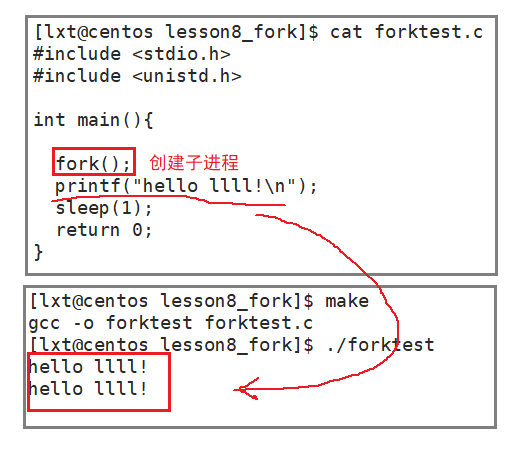 [lxt@centos lesson8_fork]$ cat forktest.c
#include <stdio.h>
#include <unistd.h>
int main(){
fork(); 创建子进程
printf("hello llll!\n");
sleep(1);
return 0;
}
[lxt@centos lesson8_fork]$ make
gcc -o forktest forktest.c
[lxt@centos lesson8_fork]$ ./forktest
hello llll!
hello llll!